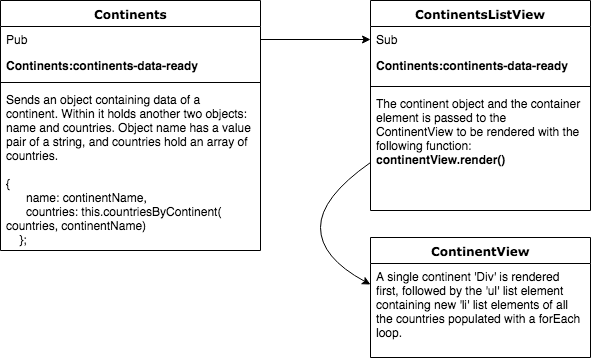 Continents
Pub
Continents:continents-data-ready
Sends an object containing data of a
continent. Within it holds another two objects:
name and countries. Object name has a value
pair of a string, and countries hold an array of
countries.
{
name: continentName,
countries: this.countriesByContinent(
countries, continentName)
};
ContinentsListView
Sub
Continents:continents-data-ready
The continent object and the container
element is passed to the
ContinentView to be rendered with the
following function:
continentView.render()
ContinentView
A single continent 'Div' is rendered
first, followed by the 'ul' list element
containing new 'li' list elements of all
the countries populated with a forEach
loop.